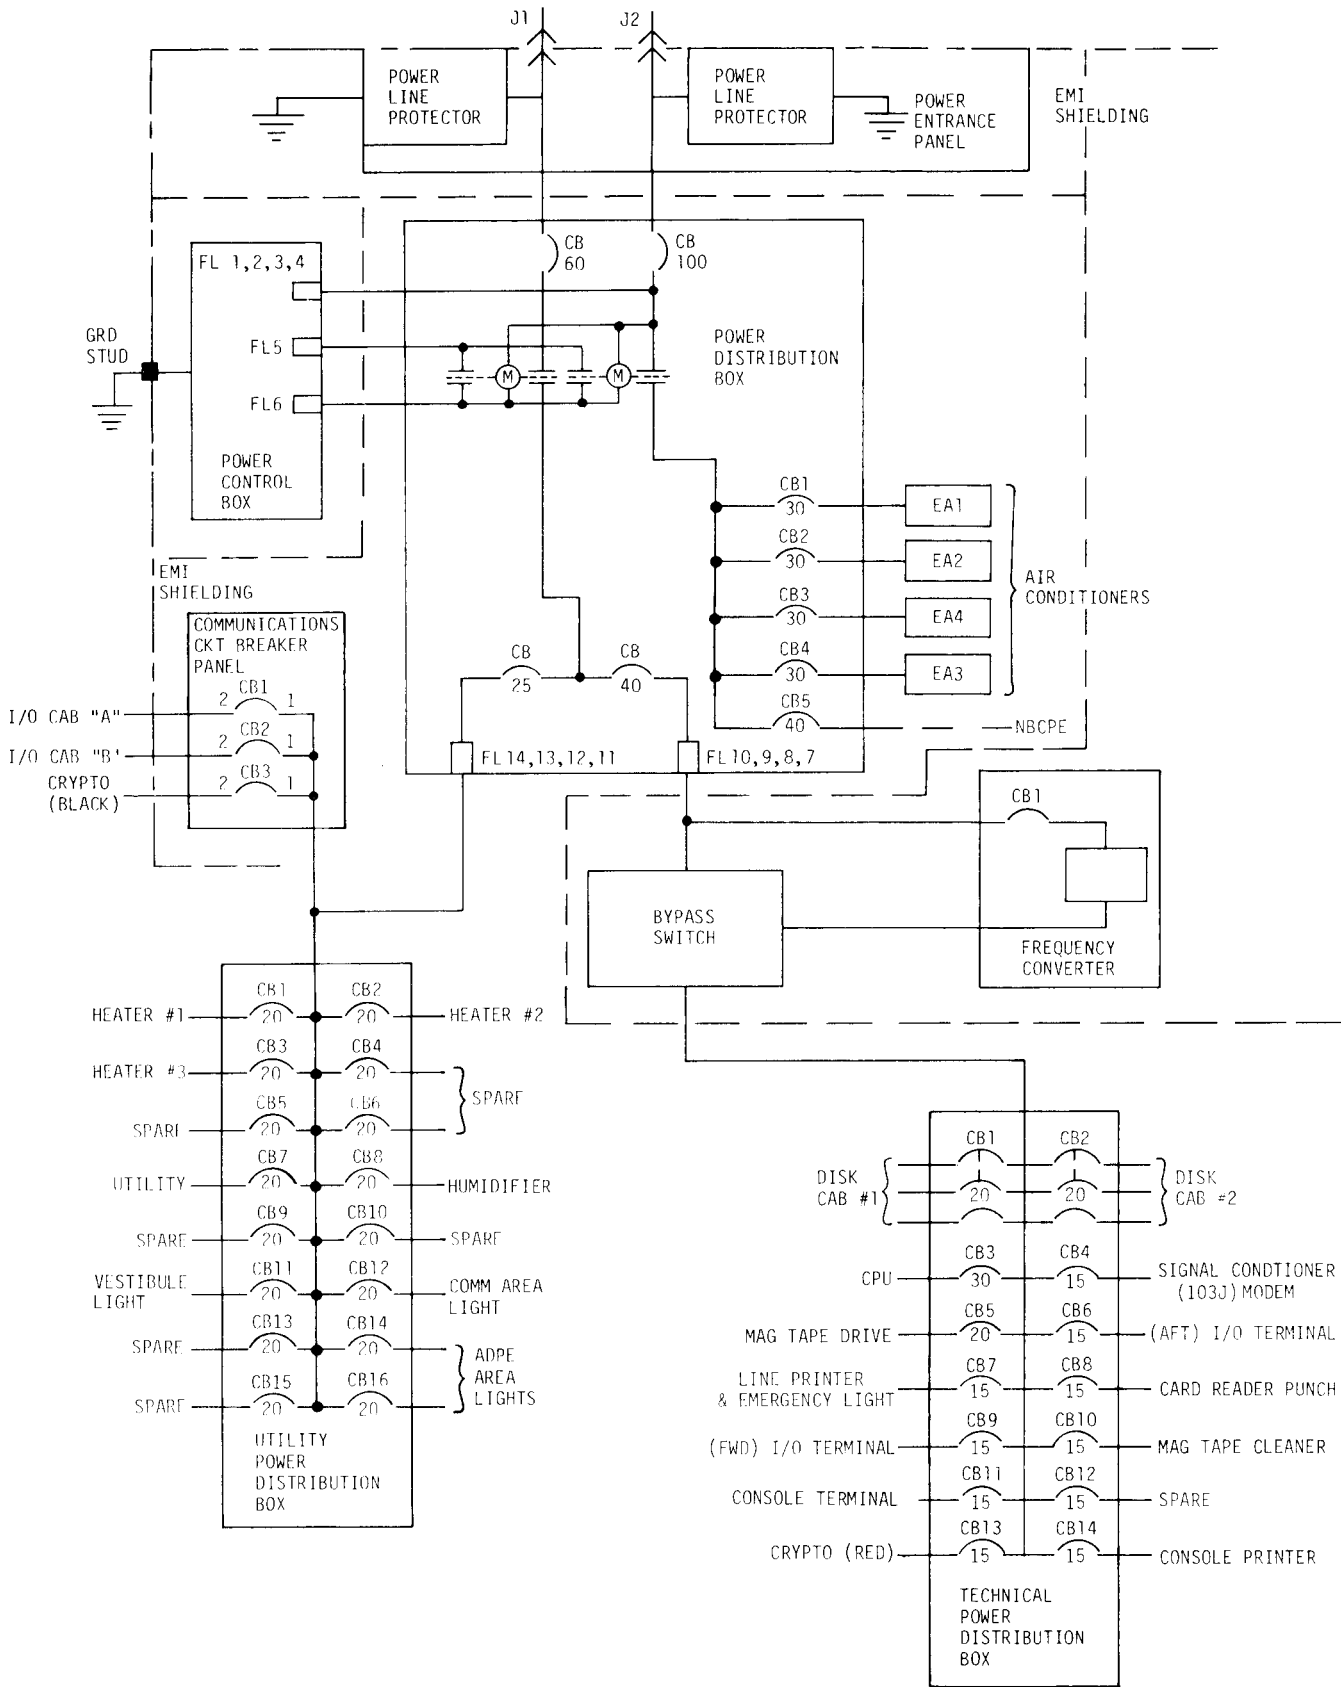 J1
J2
POWER
LINE
PROTECTOR
POWER
LINE
PROTECTOR
POWER
ENTRANCE
PANEL
EMI
SHIELDING
FL 1,2,3,4
CB
60
CB
100
GRD
STUD
FL5
FL6
M
M
POWER
DISTRIBUTION
BOX
POWER
CONTROL
BOX
CB1
30
EA1
CB2
30
EA2
CB3
30
EA4
CB4
30
EA3
CB5
40
NBCPE
AIR
CONDITIONERS
EMI
SHIELDING
COMMUNICATIONS
CKT BREAKER
PANEL
I/O CAB "A"
2 CB1 1
I/O CAB "B'
2 CB2 1
CRYPTO
(BLACK)
2 CB3 1
CB
25
CB
40
FL14,13,12,11
FL10,9,8,7
CB1
BYPASS
SWITCH
FREQUENCY
CONVERTER
CB1 CB2
HEATER #1 20 20 HEATER #2
CB3 CB4
HEATER #3 20 20
SPARE
CB5 CB6
SPARE 20 20
CB7 CB8
UTILITY 20 20 HUMIDIFIER
CB9 CB10
SPARE 20 20 SPARE
CB11 CB12
VESTIBULE
LIGHT
20 20
COMM AREA
LIGHT
CB13 CB14
SPARE 20 20
ADPE
AREA
LIGHTS
CB15 CB16
SPARE 20 20
UTILITY
POWER
DISTRIBUTION
BOX
CB1 CB2
DISK
CAB #1
20 20
DISK
CAB #2
CB3 CB4
CPU 30 15 SIGNAL CONDTIONER
(103J) MODEM
CB5 CB6
MAG TAPE DRIVE 20 15 (AFT) I/O TERMINAL
CB7 CB8
LINE PRINTER
& EMERGENCY LIGHT
15 15 CARD READER PUNCH
CB9 CB10
(FWD) I/O TERMINAL 15 15 MAG TAPE CLEANER
CB11 CB12
CONSOLE TERMINAL 15 15 SPARE
CB13 CB14
CRYPTO (RED) 15 15 CONSOLE PRINTER
TECHNICAL
POWER
DISTRIBUTION
BOX